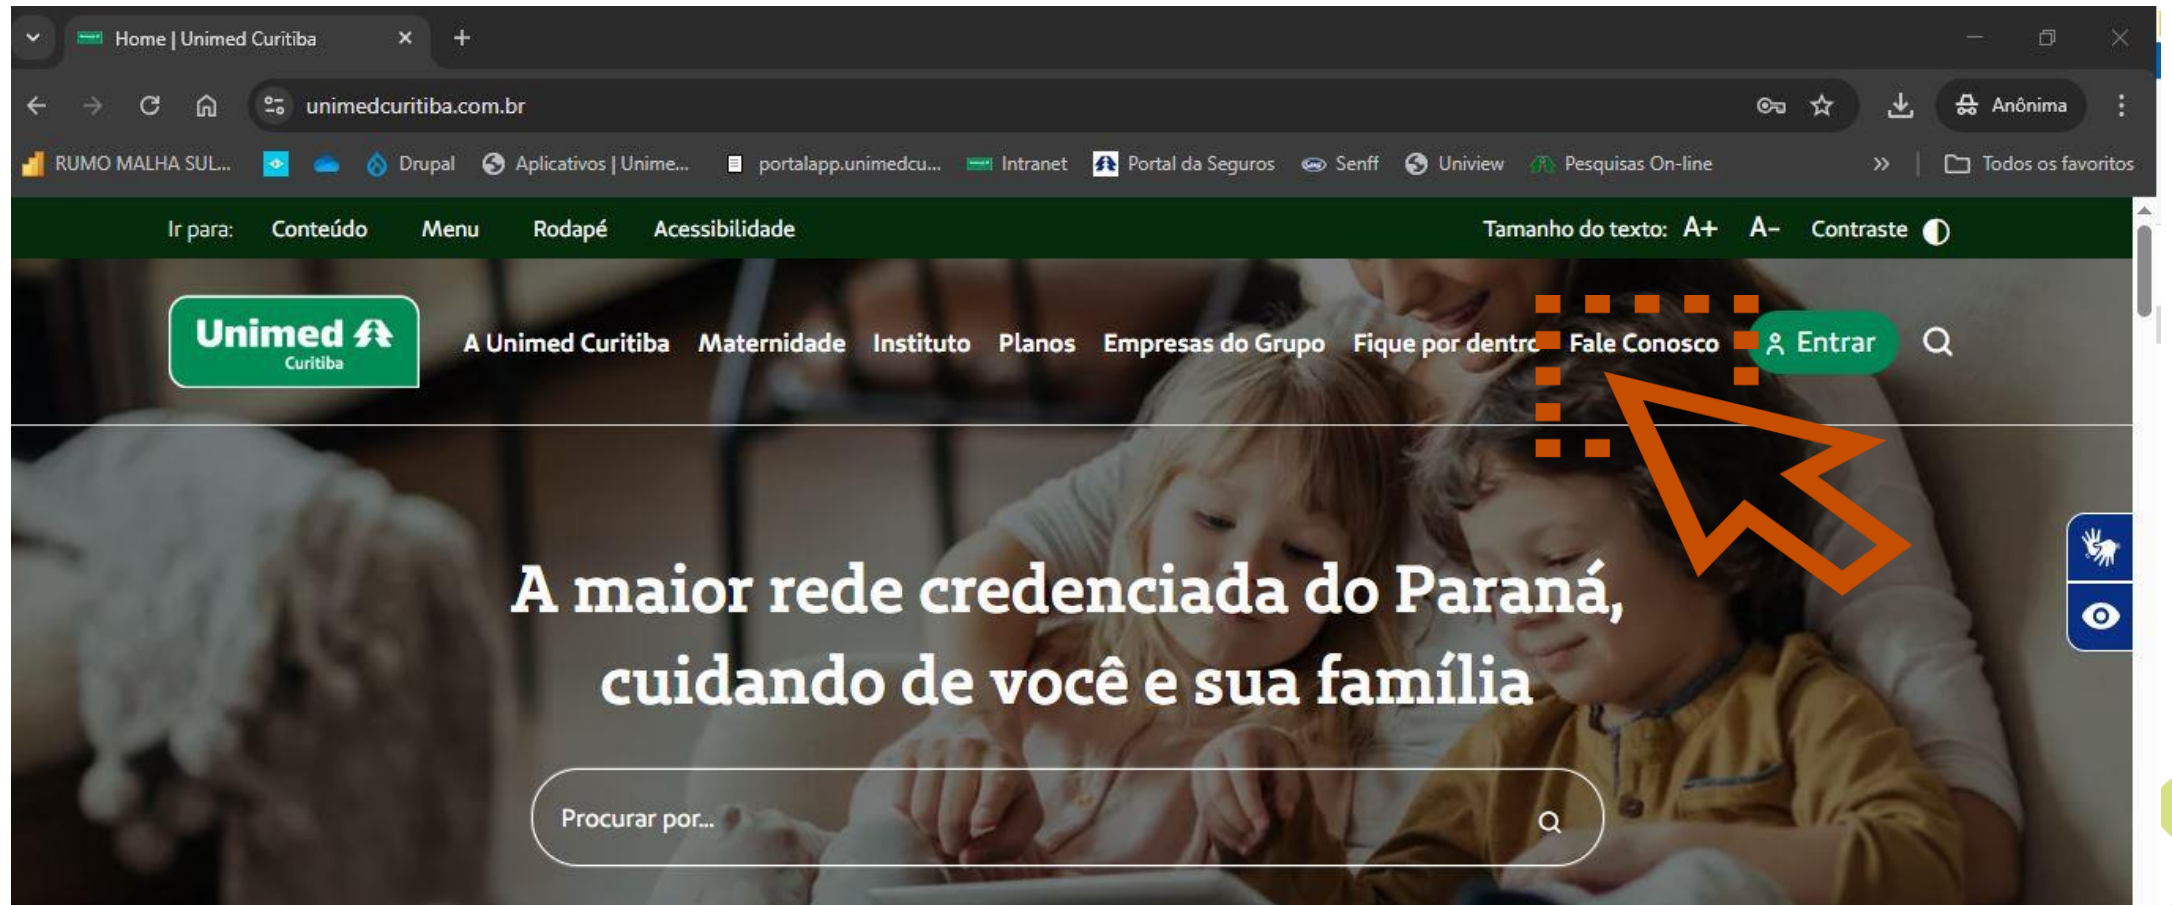 Home | Unimed Curitiba
unimedcuritiba.com.br
Anônima
RUMO MALHA SUL...
Drupal
Aplicativos | Unime...
portalapp.unimedcu...
Intranet
Portal da Seguros
Senff
Uniview
Pesquisas On-line
Todos os favoritos
Ir para: Conteúdo Menu Rodapé Acessibilidade
Tamanho do texto: A+ A- Contraste
Unimed
Curitiba
A Unimed Curitiba Maternidade Instituto Planos Empresas do Grupo Fique por dentro Fale Conosco Entrar
A maior rede credenciada do Paraná,
cuidando de você e sua família
Procurar por...